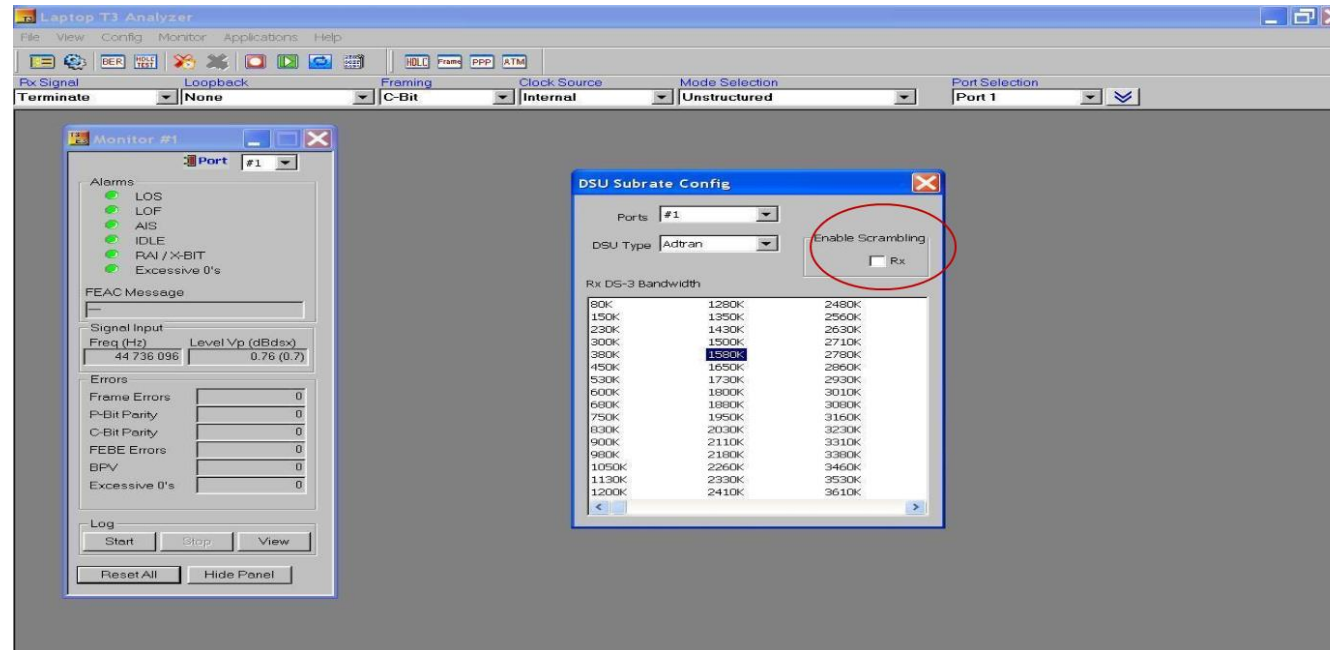 Laptop T3 Analyzer
File View Config Monitor Applications Help
BER HOLE TEST HDLC Frame PPP ATM
Rx Signal Loopback Framing Clock Source Mode Selection Port Selection
Terminate None C-Bit Internal Unstructured Port 1
Monitor #1
Port #1
Alarms
LOS
LOF
AIS
IDLE
RAI / X-BIT
Excessive 0's
FEAC Message
---
Signal Input
Freq (Hz) Level Vp (dBdsx)
44 736 096 0.76 (0.7)
Errors
Frame Errors 0
P-Bit Parity 0
C-Bit Parity 0
FEBE Errors 0
BPV 0
Excessive 0's 0
Log
Start Stop View
Reset All Hide Panel
DSU Subrate Config
Ports #1
DSU Type Adtran
Enable Scrambling
Rx
Rx DS-3 Bandwidth
80K 1280K 2480K
150K 1350K 2560K
230K 1430K 2630K
300K 1500K 2710K
380K 1580K 2780K
450K 1650K 2860K
530K 1730K 2930K
600K 1800K 3010K
680K 1880K 3080K
750K 1950K 3160K
830K 2030K 3230K
900K 2110K 3310K
980K 2180K 3380K
1050K 2260K 3460K
1130K 2330K 3530K
1200K 2410K 3610K